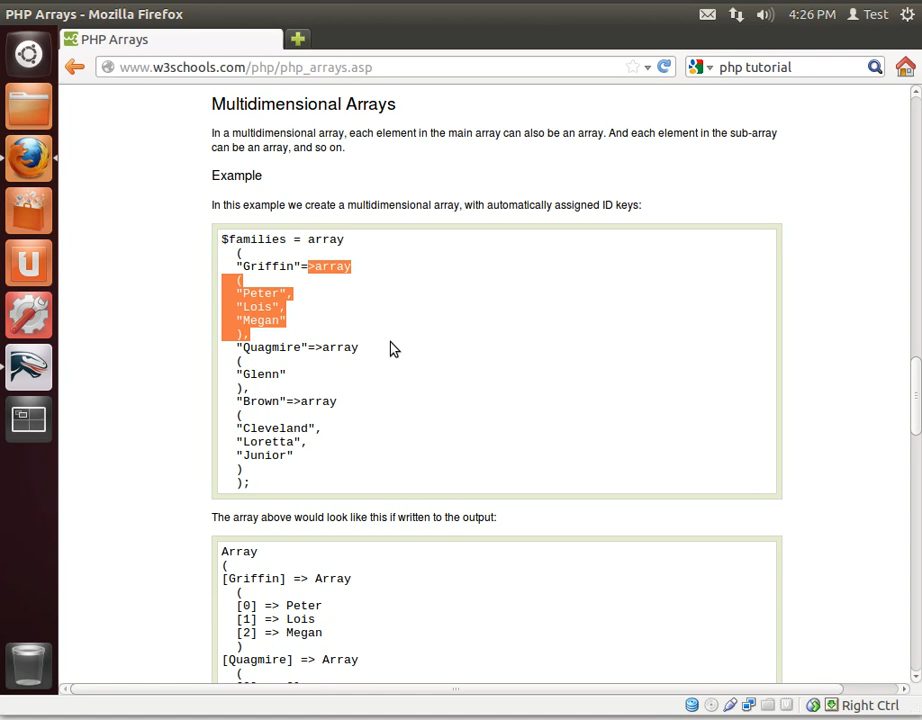 PHP Arrays - Mozilla Firefox
4:26 PM
Test
PHP Arrays
www.w3schools.com/php/php_arrays.asp
php tutorial
Multidimensional Arrays
In a multidimensional array, each element in the main array can also be an array. And each element in the sub-array
can be an array, and so on.
Example
In this example we create a multidimensional array, with automatically assigned ID keys:
$families = array
(
"Griffin"=>array
(
"Peter",
"Lois",
"Megan"
),
"Quagmire"=>array
(
"Glenn"
),
"Brown"=>array
(
"Cleveland",
"Loretta",
"Junior"
)
);
The array above would look like this if written to the output:
Array
(
[Griffin] => Array
(
[0] => Peter
[1] => Lois
[2] => Megan
)
[Quagmire] => Array
(
Right Ctrl